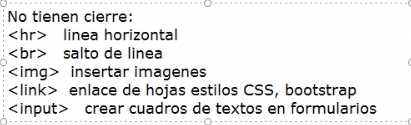 No tienen cierre:
<hr> linea horizontal
<br> salto de linea
<img> insertar imagenes
<link> enlace de hojas estilos CSS, bootstrap
<input> crear cuadros de textos en formularios